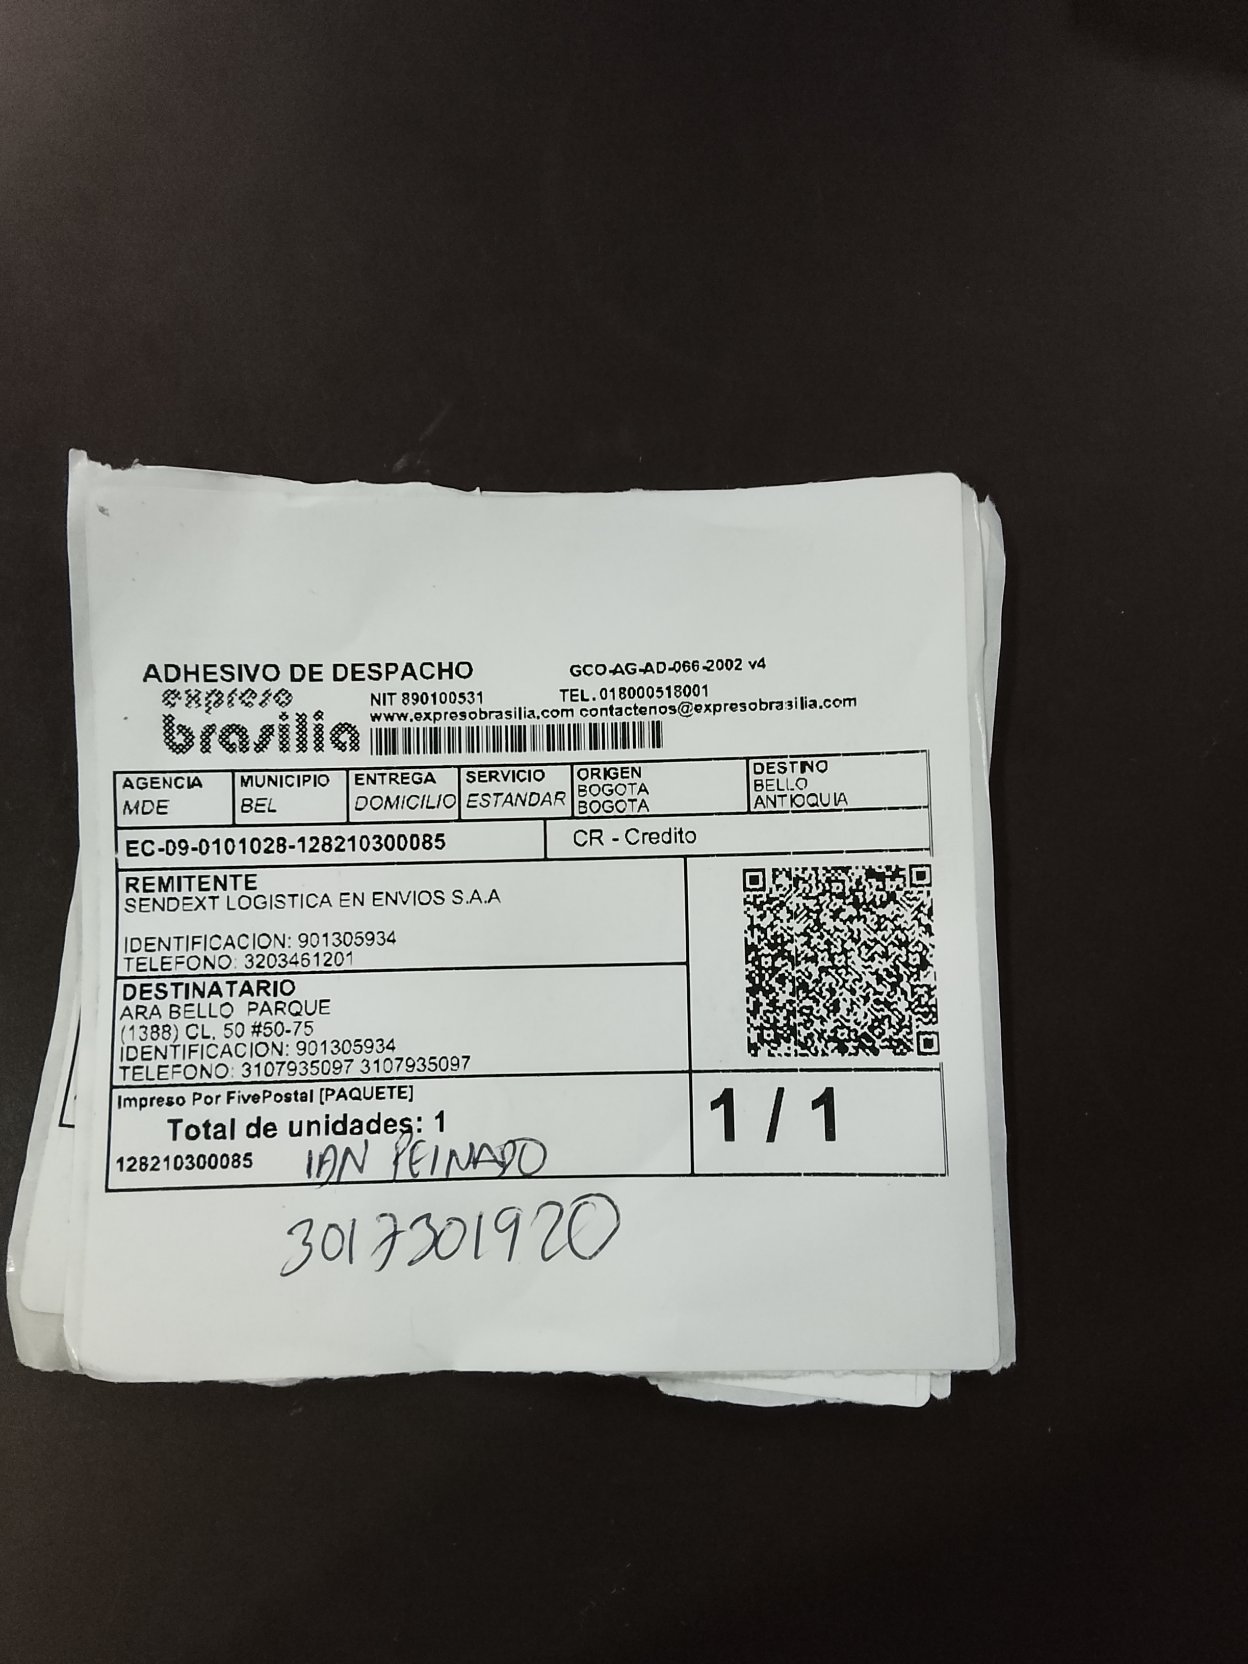 ADHESIVO DE DESPACHO GCO-AG-AD-066-2002 v4
expreso
brasilia
NIT 890100531 TEL. 018000518001
www.expresobrasilia.com contactenos@expresobrasilia.com
AGENCIA MUNICIPIO ENTREGA SERVICIO ORIGEN DESTINO
MDE BEL DOMICILIO ESTANDAR BOGOTA BELLO
BOGOTA ANTIOQUIA
EC-09-0101028-128210300085 CR - Credito
REMITENTE
SENDEXT LOGISTICA EN ENVIOS S.A.A
IDENTIFICACION: 901305934
TELEFONO: 3203461201
DESTINATARIO
ARA BELLO PARQUE
(1388) CL. 50 #50-75
IDENTIFICACION: 901305934
TELEFONO: 3107935097 3107935097
Impreso Por FivePostal [PAQUETE]
Total de unidades: 1
1 / 1
128210300085 IAN PEINADO
3017301920